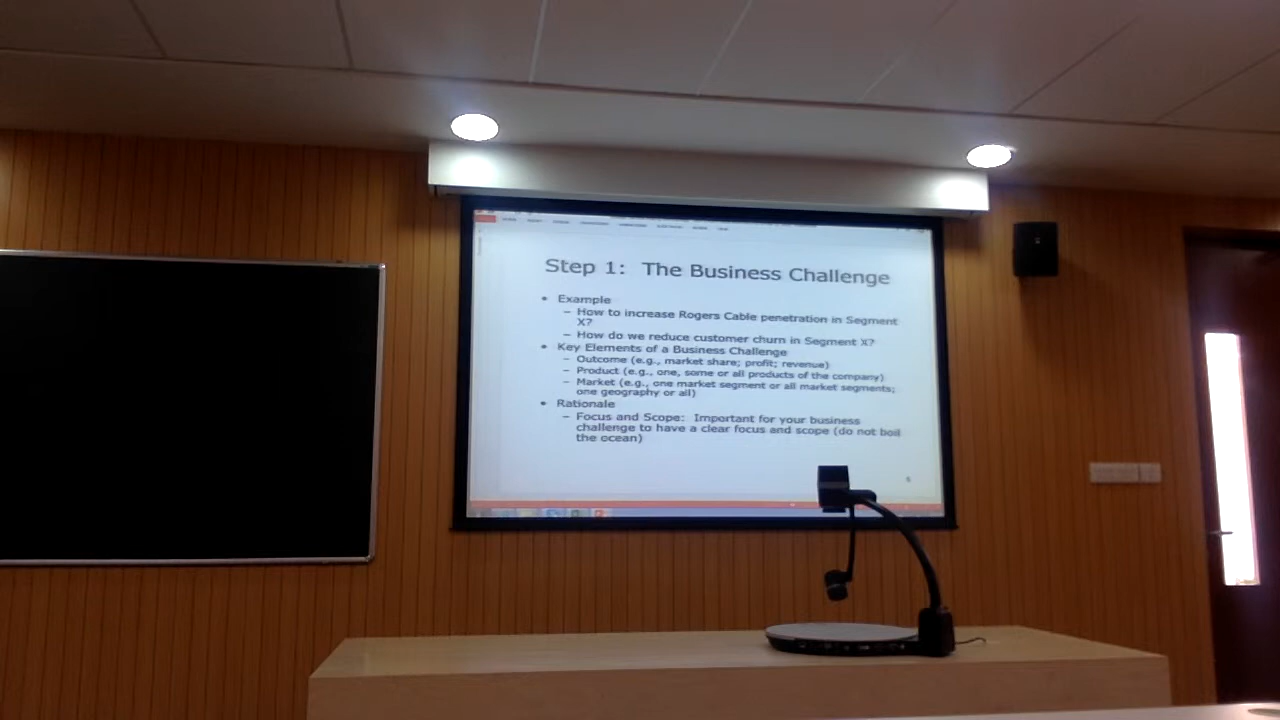 Step 1: The Business Challenge
• Example
– How to increase Rogers Cable penetration in Segment
X?
– How do we reduce customer churn in Segment X?
• Key Elements of a Business Challenge
– Outcome (e.g., market share; profit; revenue)
– Product (e.g., one, some or all products of the company)
– Market (e.g., one market segment or all market segments;
one geography or all)
• Rationale
– Focus and Scope: Important for your business
challenge to have a clear focus and scope (do not boil
the ocean)